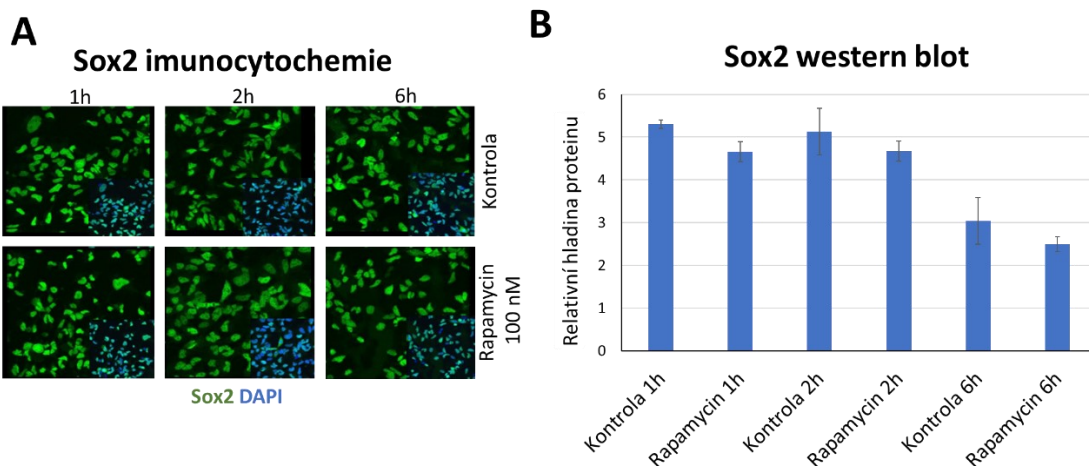 A
Sox2 imunocytochemie
1h
2h
6h
Kontrola
Rapamycin
100 nM
Sox2 DAPI
B
Sox2 western blot
Relativní hladina proteinu
6
5
4
3
2
1
0
Kontrola 1h
Rapamycin 1h
Kontrola 2h
Rapamycin 2h
Kontrola 6h
Rapamycin 6h